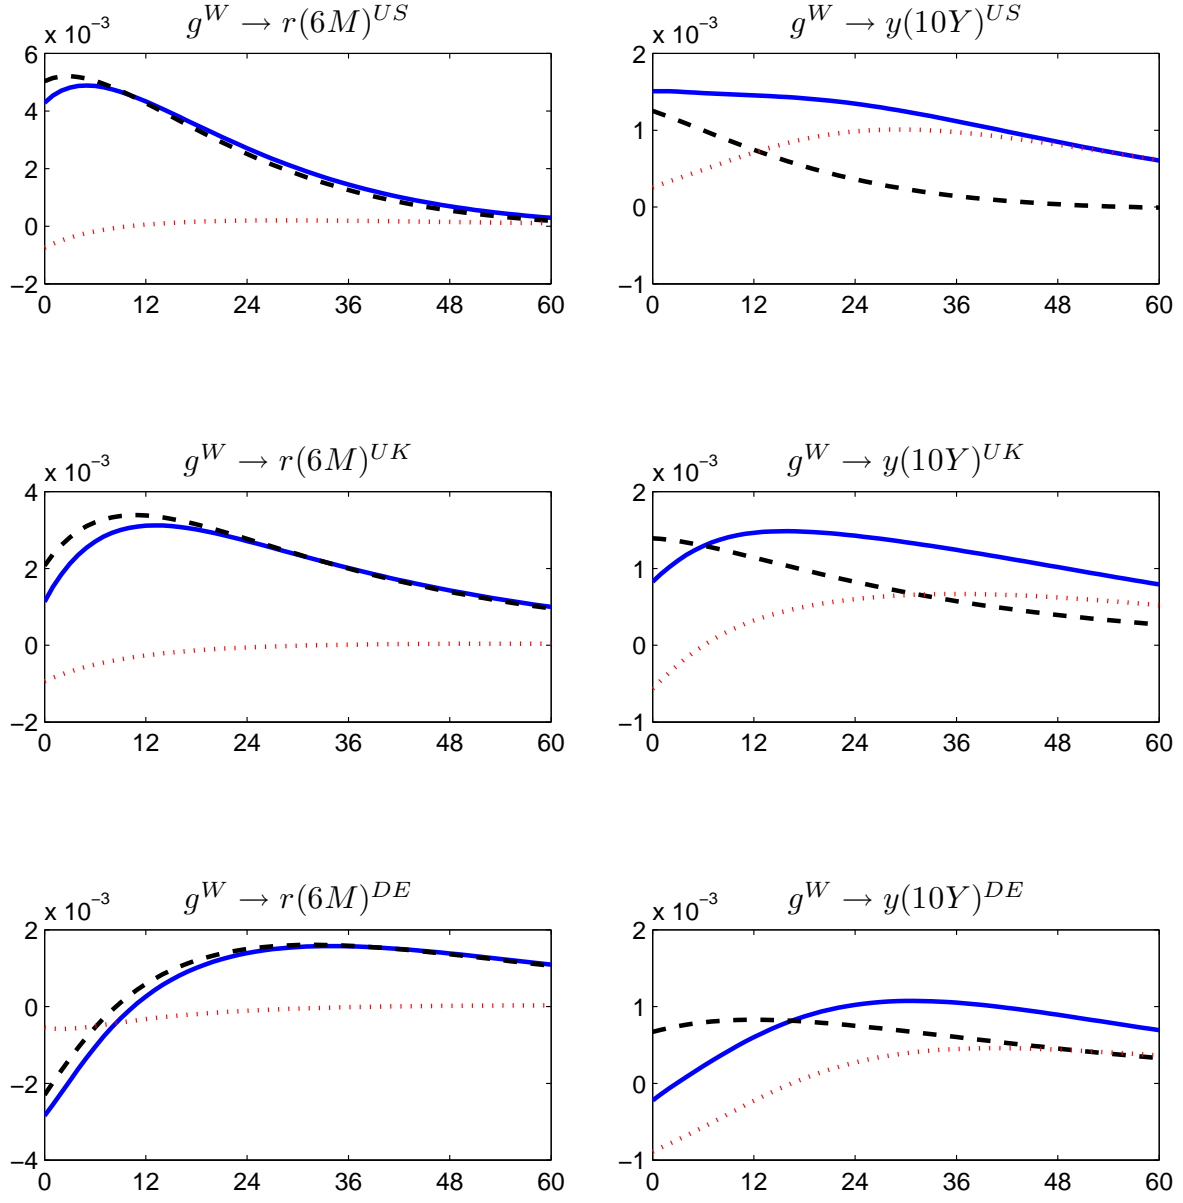 g^W → r(6M)^{US}
x 10^{-3}
6
4
2
0
−2
0 12 24 36 48 60
g^W → y(10Y)^{US}
x 10^{-3}
2
1
0
−1
0 12 24 36 48 60
g^W → r(6M)^{UK}
x 10^{-3}
4
2
0
−2
0 12 24 36 48 60
g^W → y(10Y)^{UK}
x 10^{-3}
2
1
0
−1
0 12 24 36 48 60
g^W → r(6M)^{DE}
x 10^{-3}
2
0
−2
−4
0 12 24 36 48 60
g^W → y(10Y)^{DE}
x 10^{-3}
2
1
0
−1
0 12 24 36 48 60